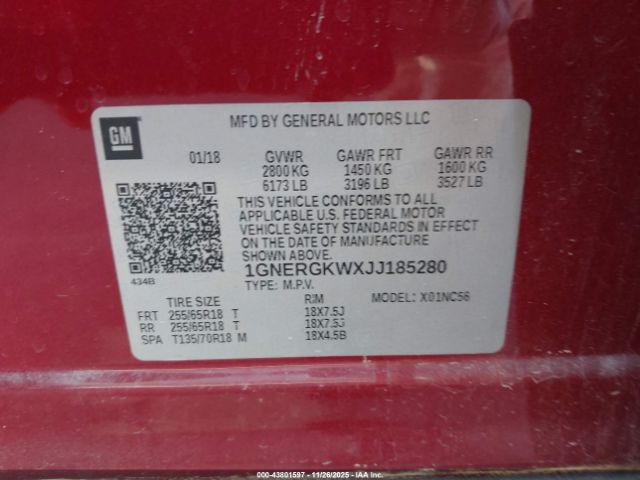 GM
MFD BY GENERAL MOTORS LLC
01/18 GVWR GAWR FRT GAWR RR
2800 KG 1450 KG 1600 KG
6173 LB 3196 LB 3527 LB
THIS VEHICLE CONFORMS TO ALL
APPLICABLE U.S. FEDERAL MOTOR
VEHICLE SAFETY STANDARDS IN EFFECT
ON THE DATE OF MANUFACTURE
SHOWN ABOVE.
1GNERGKWXJJ185280
434B
TYPE: M.P.V.
TIRE SIZE RIM MODEL: X01NC56
FRT 255/65R18 T 18X7.5J
RR 255/65R18 T 18X7.5J
SPA T135/70R18 M 18X4.5B
000-43801597 - 11/26/2025 - IAA Inc.